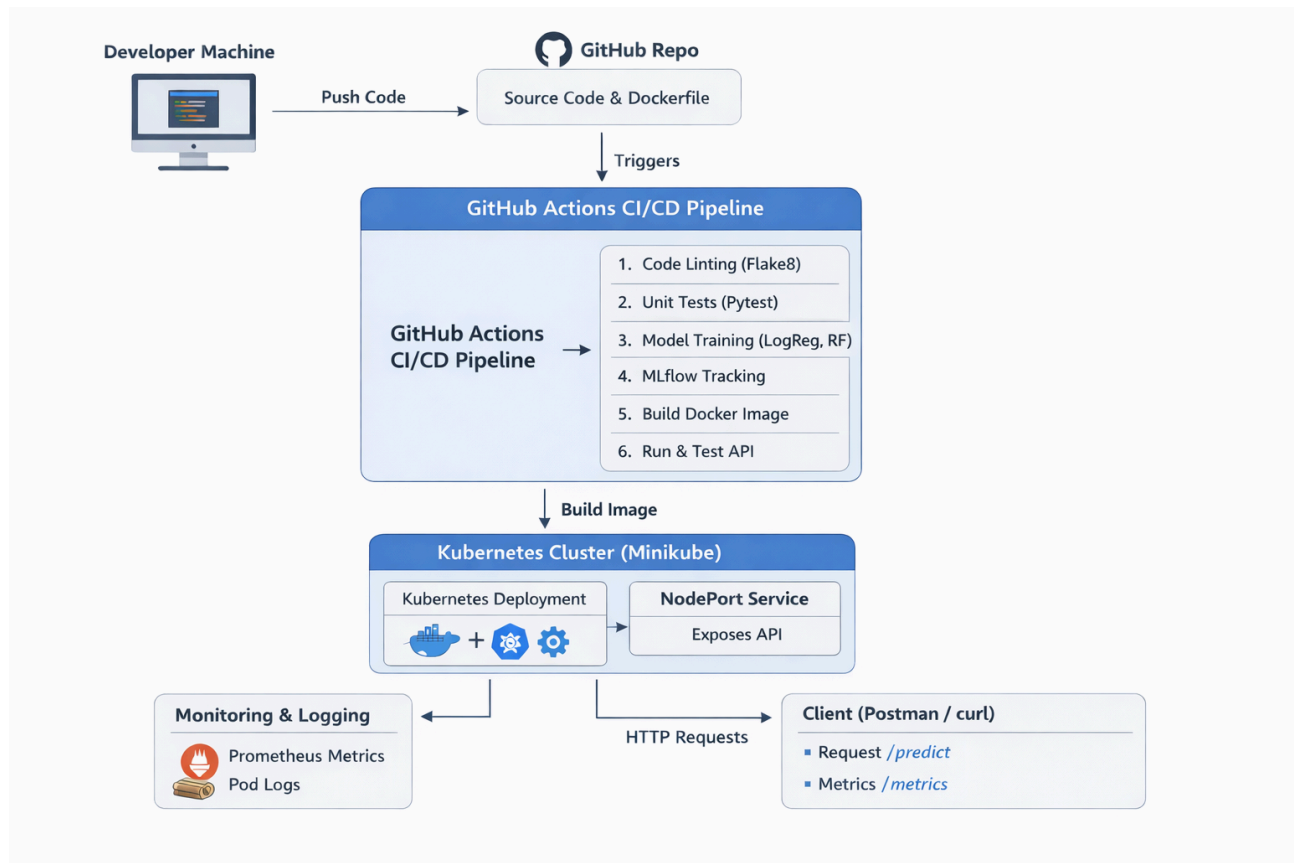 Developer Machine
GitHub Repo
Push Code
Source Code & Dockerfile
Triggers
GitHub Actions CI/CD Pipeline
GitHub Actions
CI/CD Pipeline
1. Code Linting (Flake8)
2. Unit Tests (Pytest)
3. Model Training (LogReg, RF)
4. MLflow Tracking
5. Build Docker Image
6. Run & Test API
Build Image
Kubernetes Cluster (Minikube)
Kubernetes Deployment
+
NodePort Service
Exposes API
Monitoring & Logging
Prometheus Metrics
Pod Logs
HTTP Requests
Client (Postman / curl)
▪ Request /predict
▪ Metrics /metrics